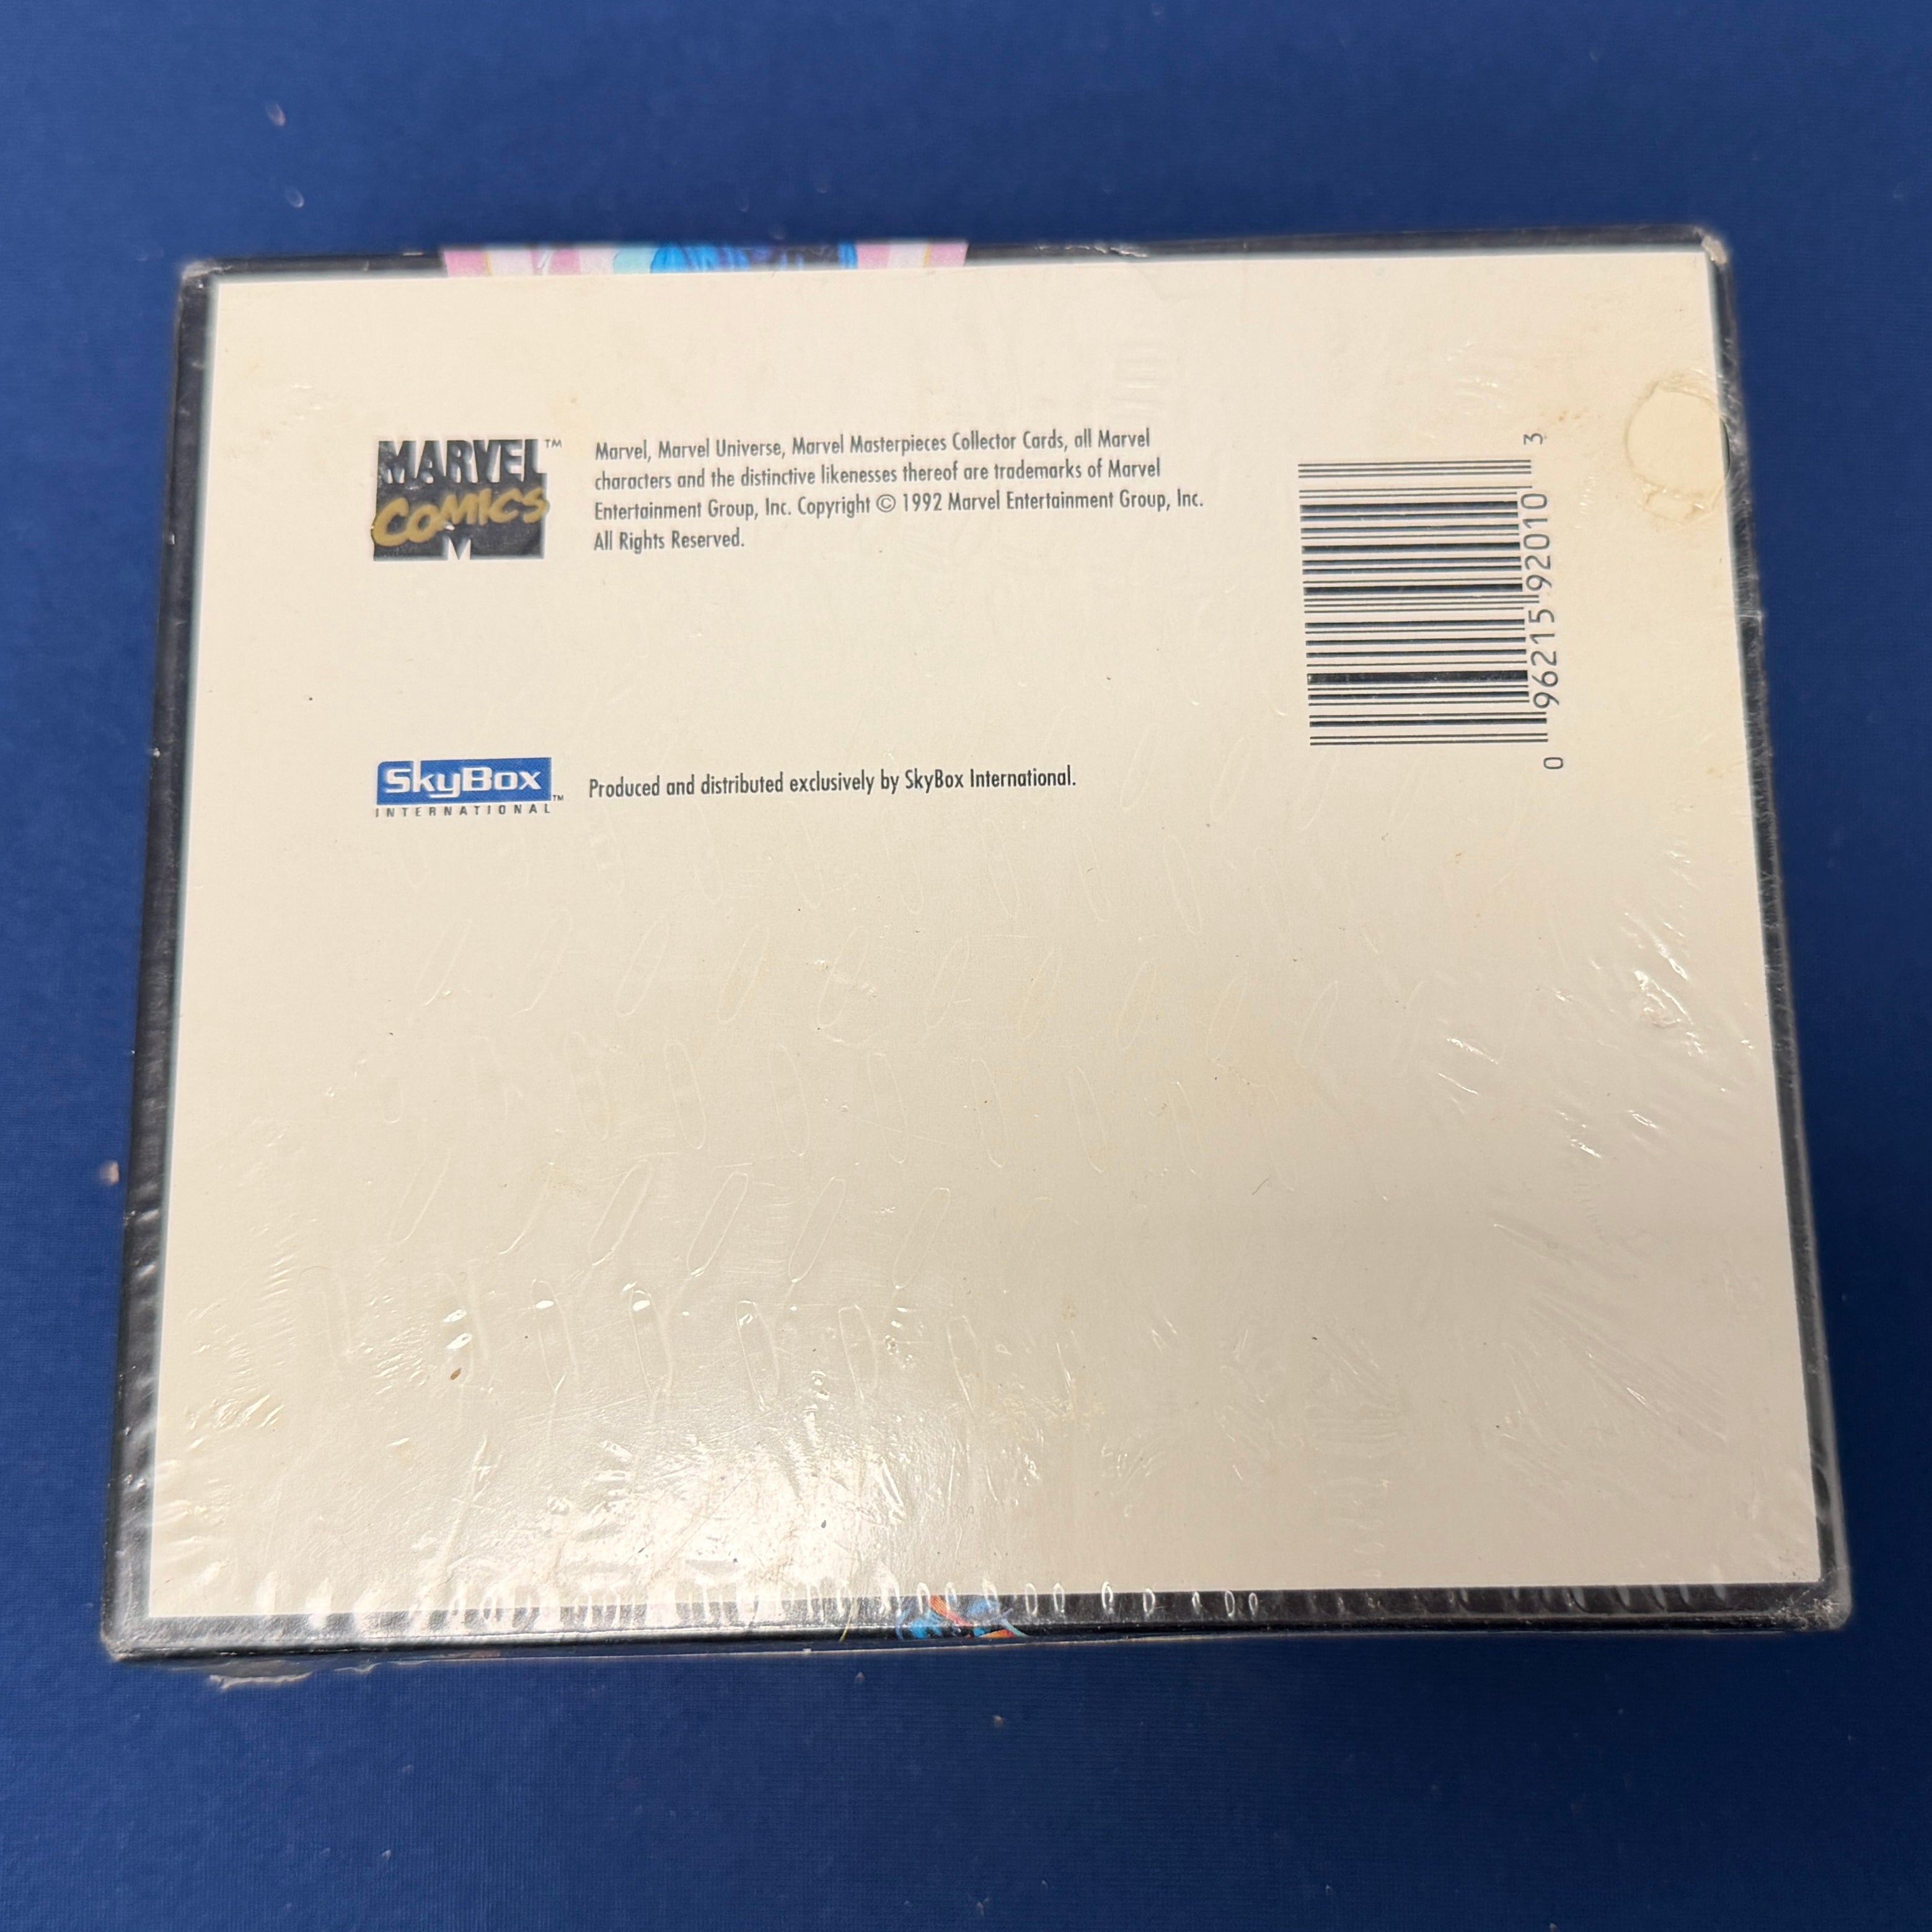 MARVEL™
COMICS
Marvel, Marvel Universe, Marvel Masterpieces Collector Cards, all Marvel
characters and the distinctive likenesses thereof are trademarks of Marvel
Entertainment Group, Inc. Copyright © 1992 Marvel Entertainment Group, Inc.
All Rights Reserved.
0 96215 92010 3
SkyBox™
INTERNATIONAL
Produced and distributed exclusively by SkyBox International.